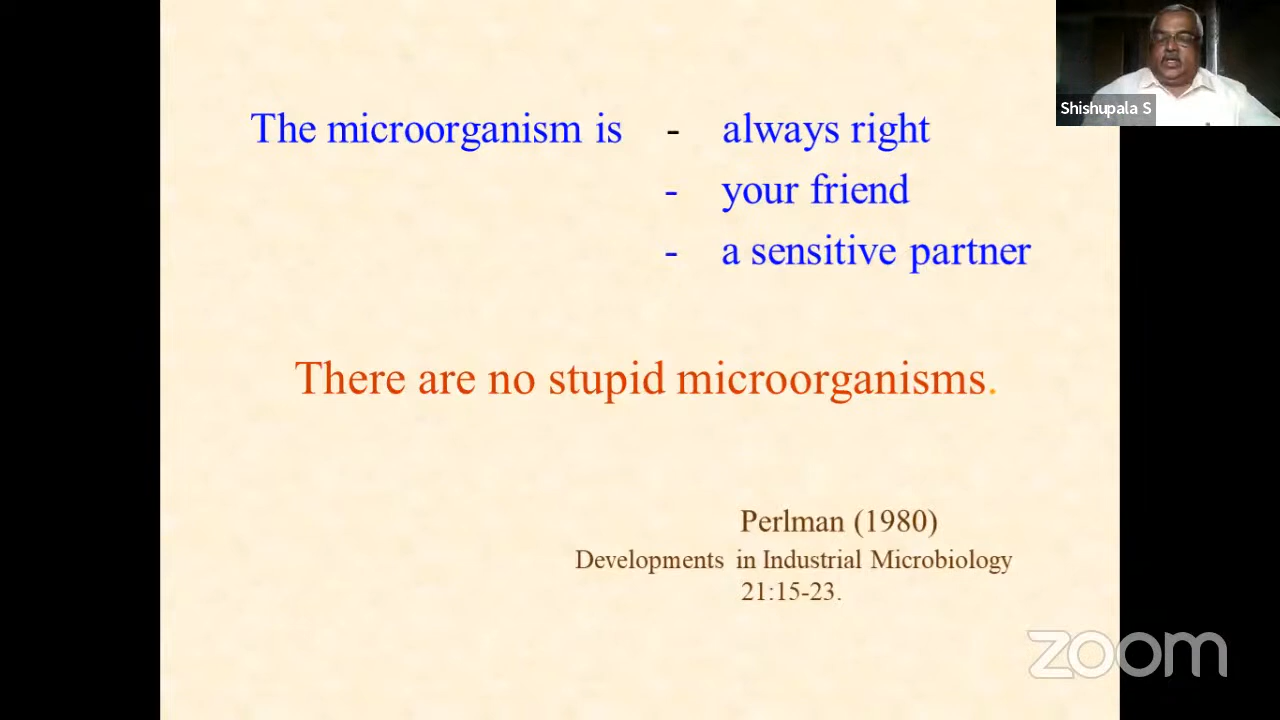 The microorganism is - always right
- your friend
- a sensitive partner
There are no stupid microorganisms.
Perlman (1980)
Developments in Industrial Microbiology
21:15-23.
Shishupala S
zoom